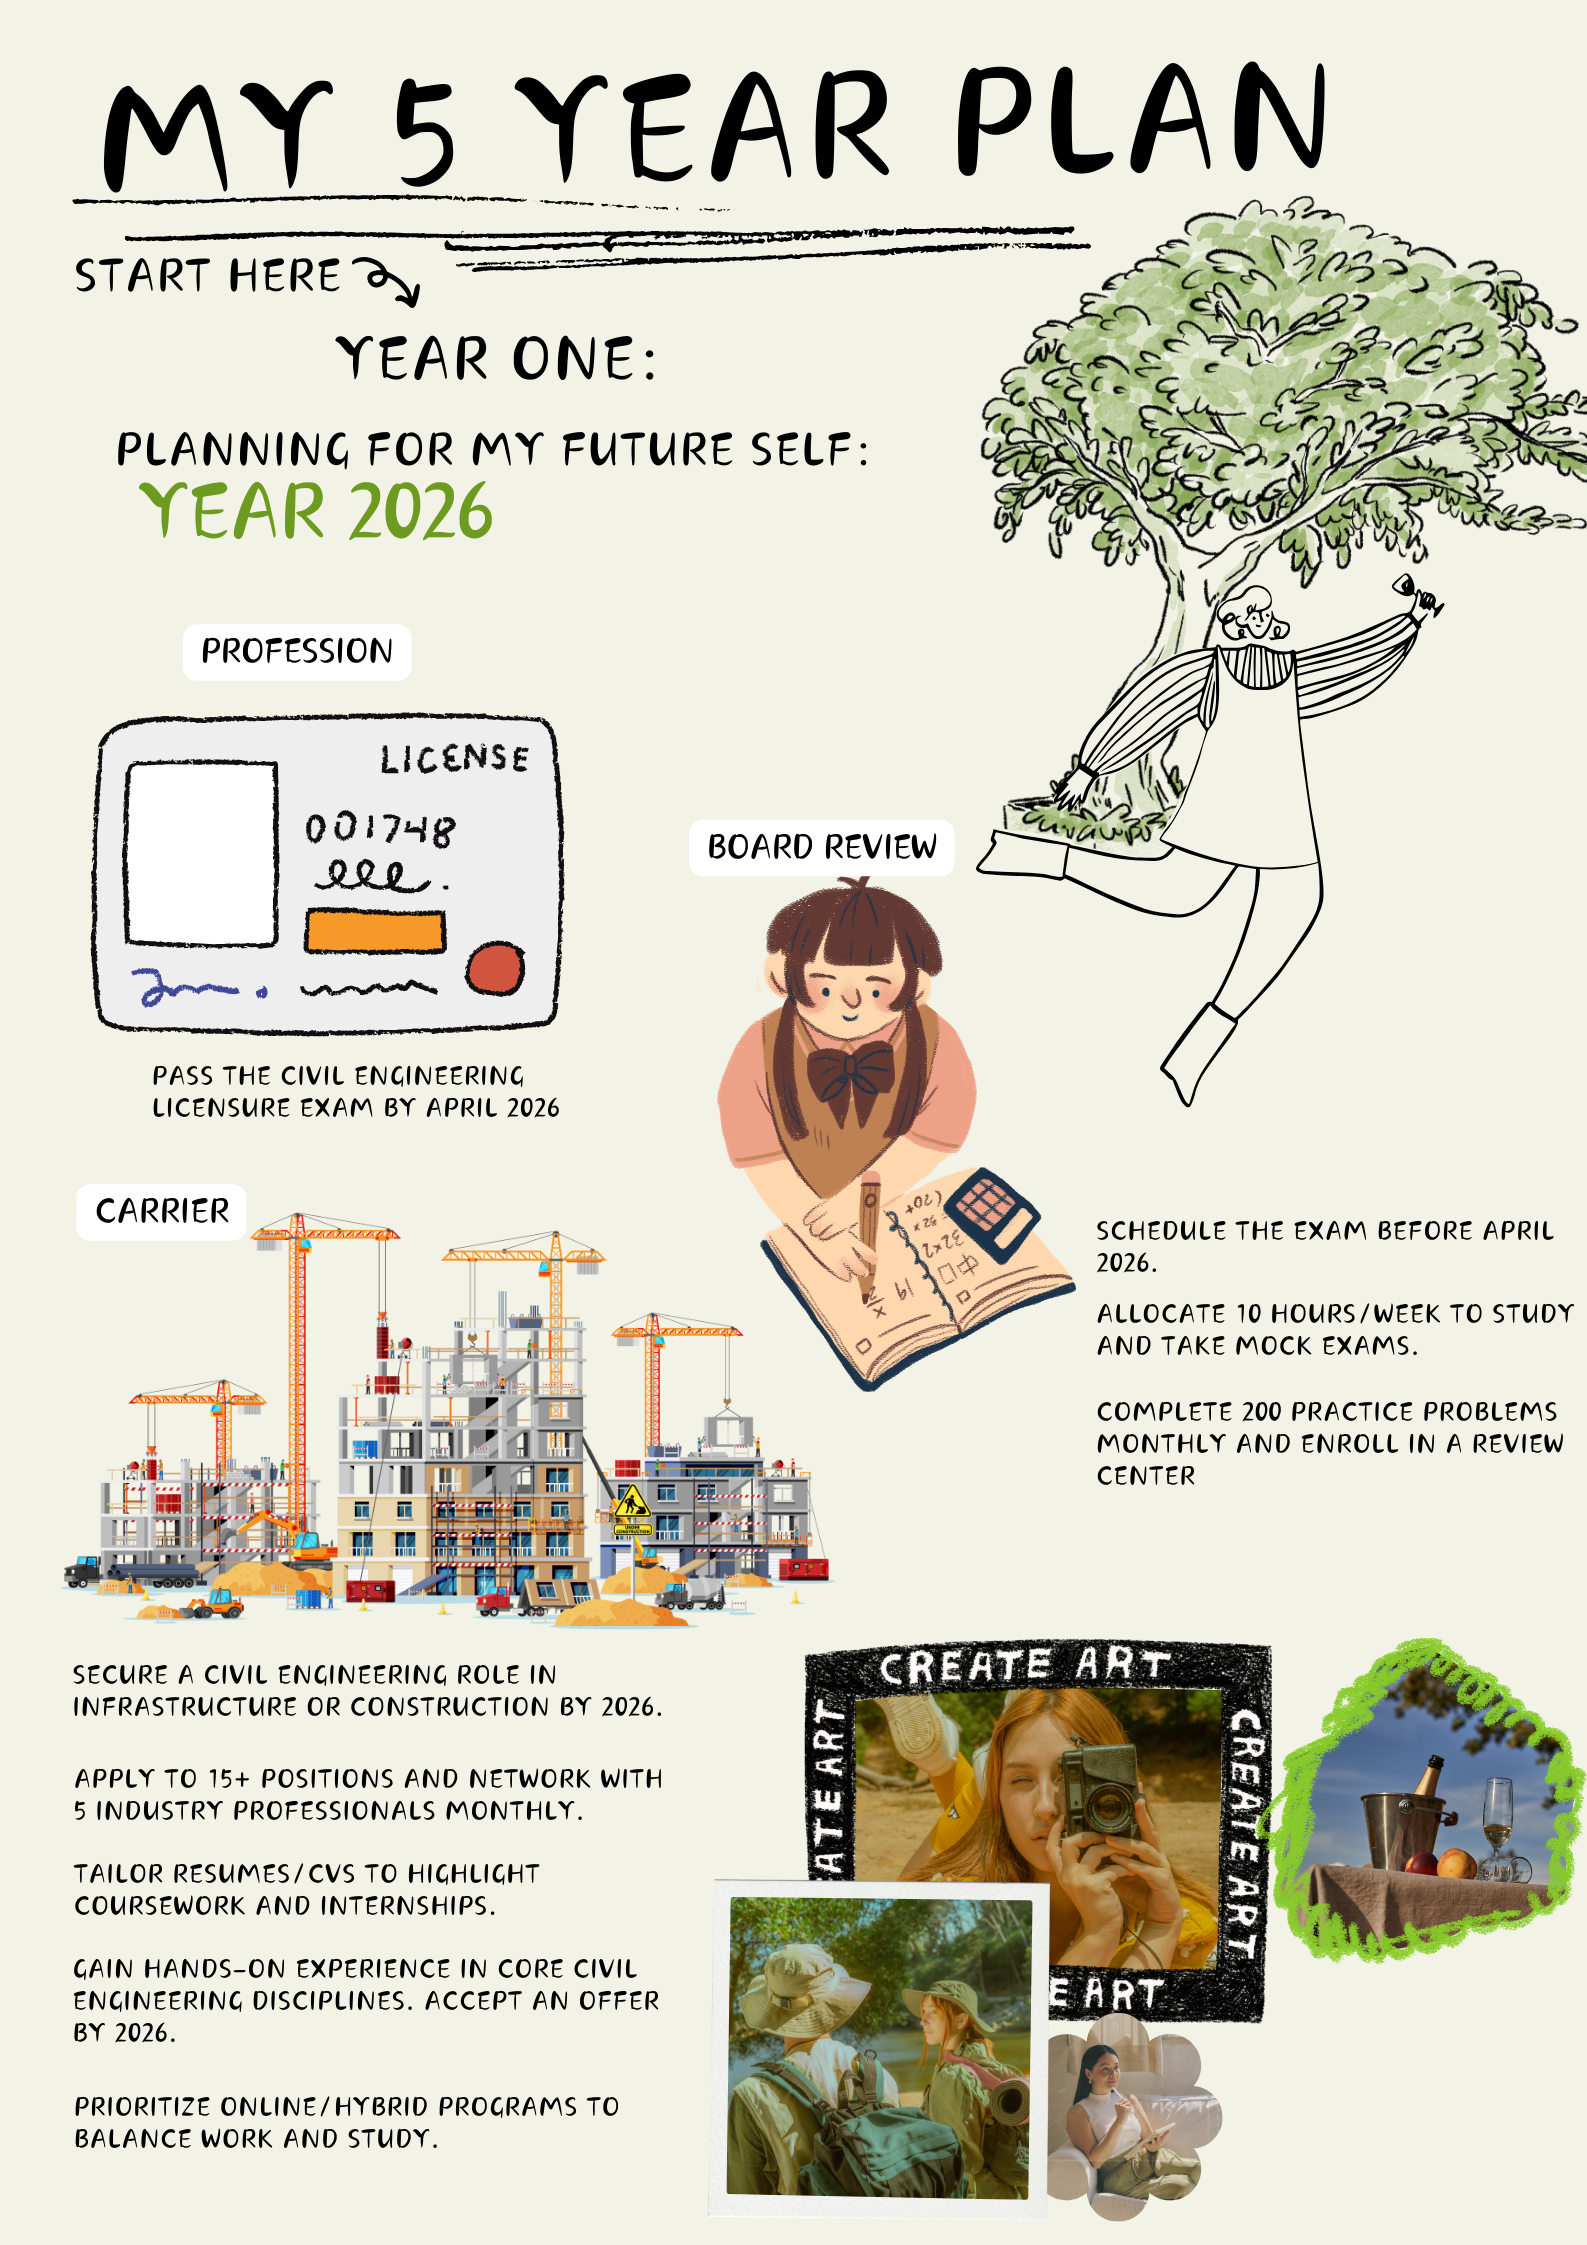 MY 5 YEAR PLAN
START HERE
YEAR ONE:
PLANNING FOR MY FUTURE SELF:
YEAR 2026
PROFESSION
LICENSE
001748
PASS THE CIVIL ENGINEERING
LICENSURE EXAM BY APRIL 2026
BOARD REVIEW
SCHEDULE THE EXAM BEFORE APRIL
2026.
ALLOCATE 10 HOURS/WEEK TO STUDY
AND TAKE MOCK EXAMS.
COMPLETE 200 PRACTICE PROBLEMS
MONTHLY AND ENROLL IN A REVIEW
CENTER
CARRIER
UNDER
CONSTRUCTION
SECURE A CIVIL ENGINEERING ROLE IN
INFRASTRUCTURE OR CONSTRUCTION BY 2026.
APPLY TO 15+ POSITIONS AND NETWORK WITH
5 INDUSTRY PROFESSIONALS MONTHLY.
TAILOR RESUMES/CVS TO HIGHLIGHT
COURSEWORK AND INTERNSHIPS.
GAIN HANDS-ON EXPERIENCE IN CORE CIVIL
ENGINEERING DISCIPLINES. ACCEPT AN OFFER
BY 2026.
PRIORITIZE ONLINE/HYBRID PROGRAMS TO
BALANCE WORK AND STUDY.
CREATE ART
EATE ART
CREATE ART
E ART